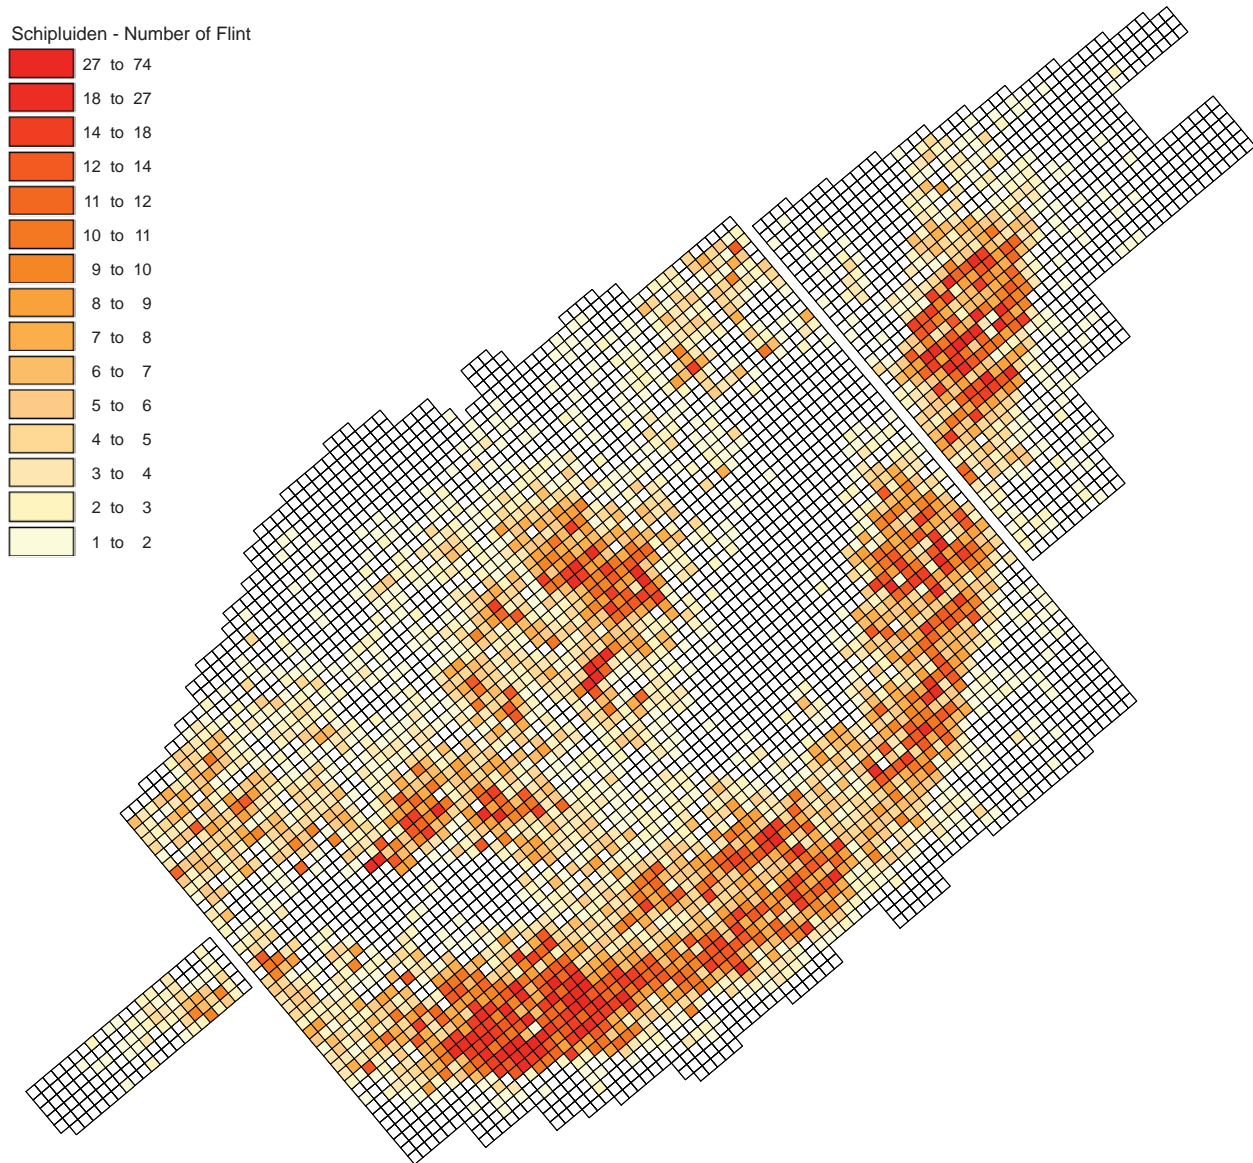 Schipluiden - Number of Flint
27 to 74
18 to 27
14 to 18
12 to 14
11 to 12
10 to 11
9 to 10
8 to 9
7 to 8
6 to 7
5 to 6
4 to 5
3 to 4
2 to 3
1 to 2